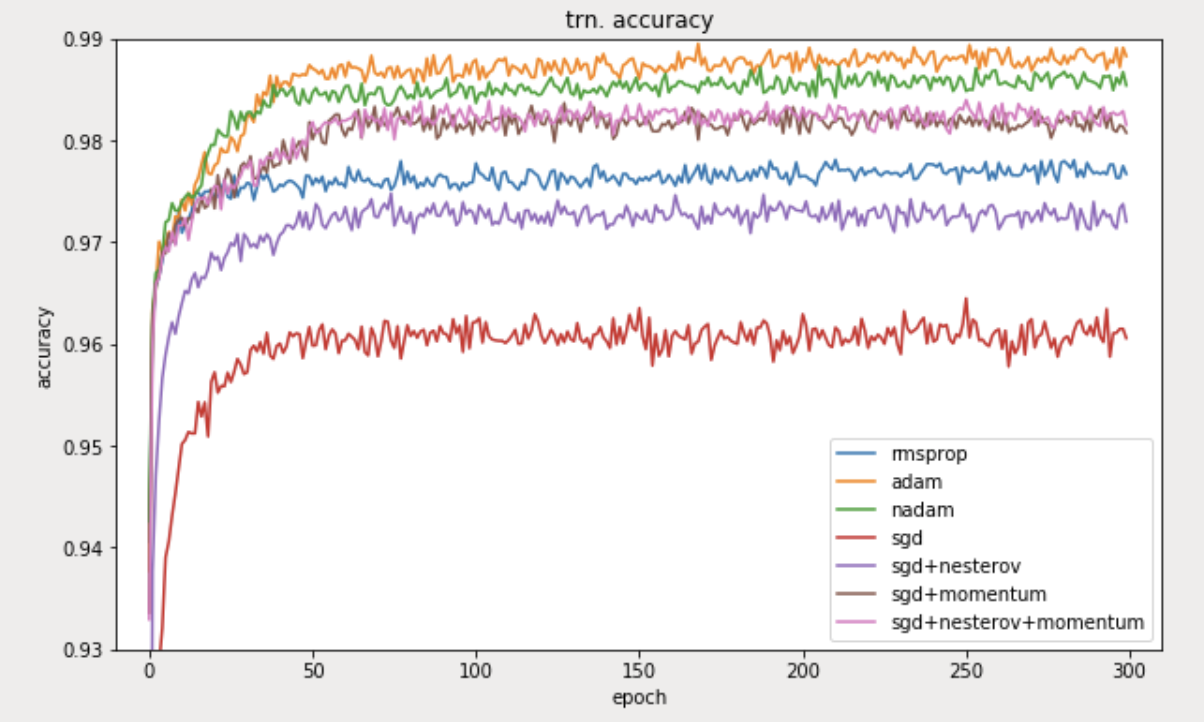 trn. accuracy
0.99
0.98
0.97
0.96
0.95
0.94
0.93
accuracy
rmsprop
adam
nadam
sgd
sgd+nesterov
sgd+momentum
sgd+nesterov+momentum
0 50 100 150 200 250 300
epoch